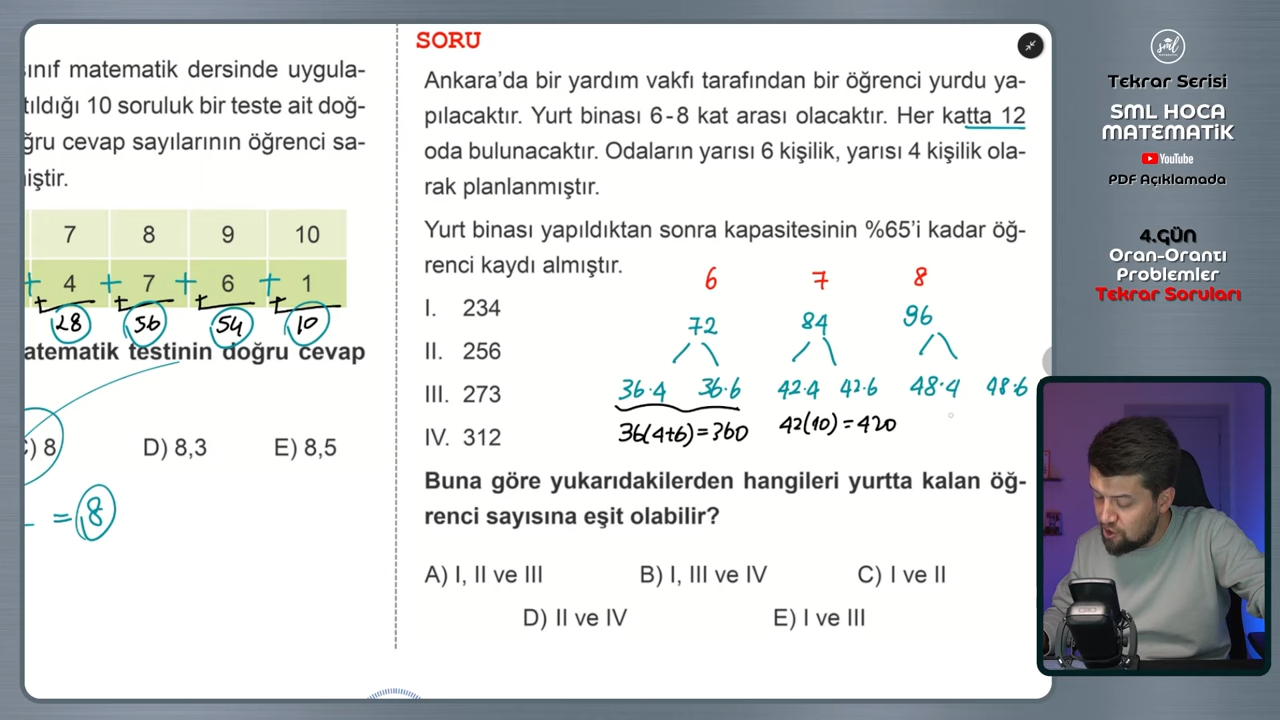 sınıf matematik dersinde uygula-
tıldığı 10 soruluk bir teste ait doğ-
ğru cevap sayılarının öğrenci sa-
iştir.
7 8 9 10
+ 4 + 7 + 6 + 1
28 56 54 10
atematik testinin doğru cevap
C) 8 D) 8,3 E) 8,5
= 8
SORU
Ankara'da bir yardım vakfı tarafından bir öğrenci yurdu ya-
pılacaktır. Yurt binası 6-8 kat arası olacaktır. Her katta 12
oda bulunacaktır. Odaların yarısı 6 kişilik, yarısı 4 kişilik ola-
rak planlanmıştır.
Yurt binası yapıldıktan sonra kapasitesinin %65'i kadar öğ-
renci kaydı almıştır.
6 7 8
I. 234
72 84 96
II. 256
III. 273
36·4 36·6 42·4 42·6 48·4 48·6
36(4+6)=360 42(10)=420
IV. 312
Buna göre yukarıdakilerden hangileri yurtta kalan öğ-
renci sayısına eşit olabilir?
A) I, II ve III B) I, III ve IV C) I ve II
D) II ve IV E) I ve III
sml
Tekrar Serisi
SML HOCA
MATEMATİK
YouTube
PDF Açıklamada
4.GÜN
Oran-Orantı
Problemler
Tekrar Soruları